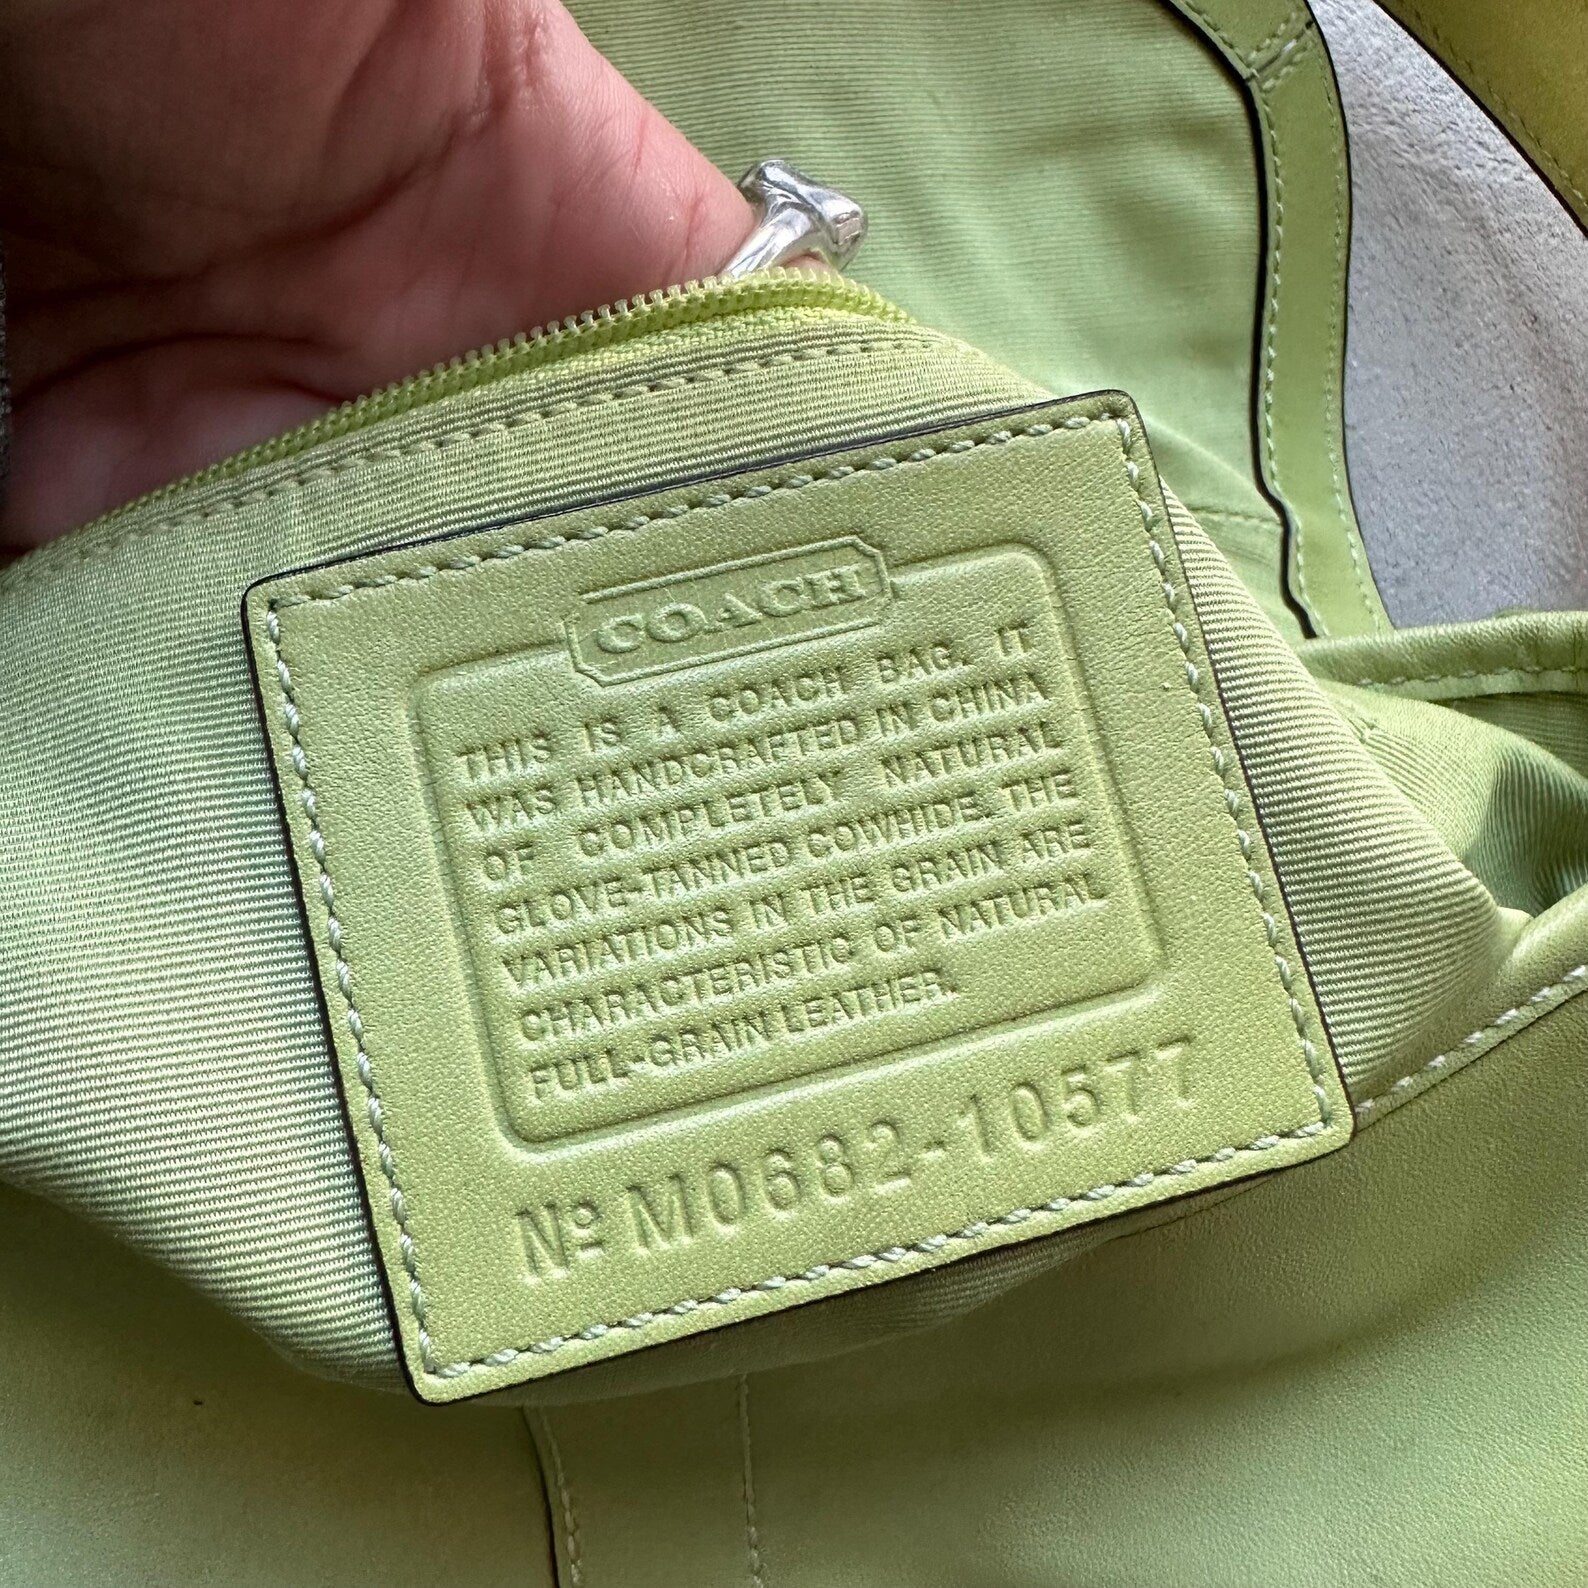 COACH
THIS IS A COACH BAG. IT
WAS HANDCRAFTED IN CHINA
OF COMPLETELY NATURAL
GLOVE-TANNED COWHIDE. THE
VARIATIONS IN THE GRAIN ARE
CHARACTERISTIC OF NATURAL
FULL-GRAIN LEATHER.
Nº M0682-10577